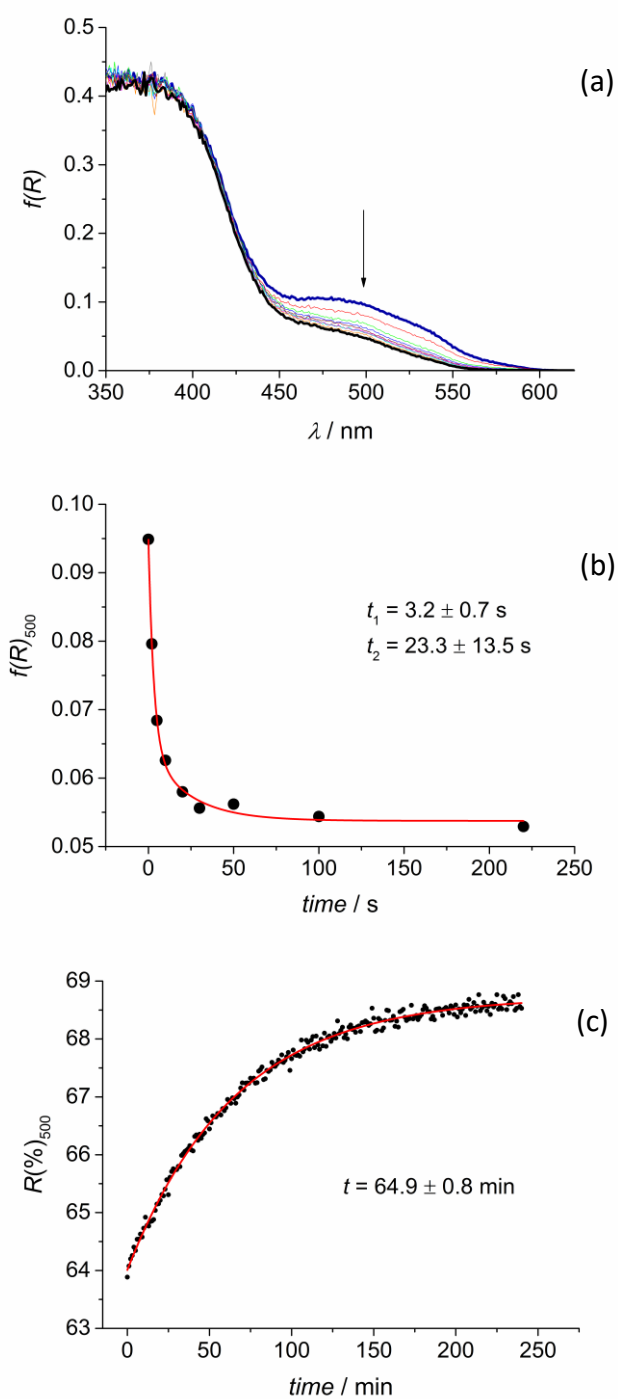 0.5
(a)
0.4
0.3
f(R)
0.2
0.1
0.0
350 400 450 500 550 600
λ / nm
0.10
(b)
0.09
t₁ = 3.2 ± 0.7 s
0.08
t₂ = 23.3 ± 13.5 s
f(R)₅₀₀
0.07
0.06
0.05
0 50 100 150 200 250
time / s
69
(c)
68
67
R(%)₅₀₀
66
t = 64.9 ± 0.8 min
65
64
63
0 50 100 150 200 250
time / min